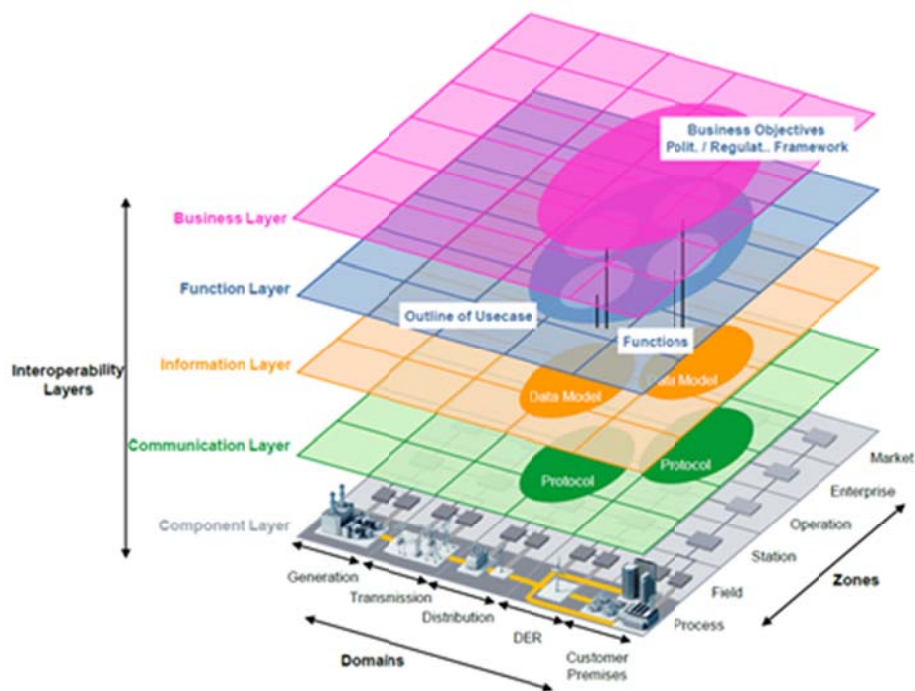 Business Objectives
Polit. / Regulat.. Framework
Business Layer
Function Layer
Outline of Usecase
Functions
Interoperability
Layers
Information Layer
Data Model
Data Model
Communication Layer
Protocol
Protocol
Component Layer
Market
Enterprise
Operation
Station
Field
Process
Zones
Generation
Transmission
Distribution
DER
Customer
Premises
Domains